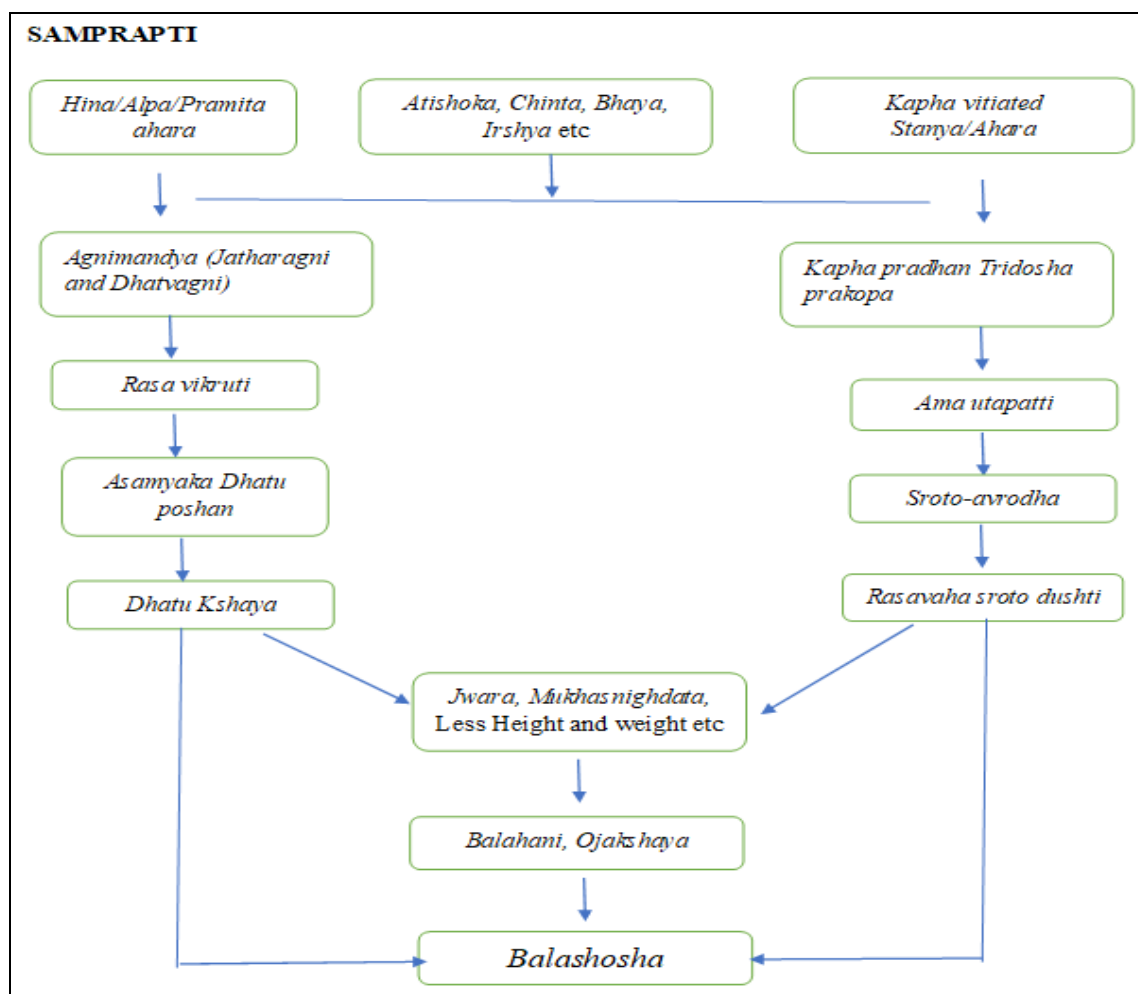 SAMPRAPTI
Hina/Alpa/Pramita
ahara
Atishoka, Chinta, Bhaya,
Irshya etc
Kapha vitiated
Stanya/Ahara
Agnimandya (Jatharagni
and Dhatvagni)
Kapha pradhan Tridosha
prakopa
Rasa vikruti
Ama utapatti
Asamyaka Dhatu
poshan
Sroto-avrodha
Dhatu Kshaya
Rasavaha sroto dushti
Jwara, Mukhasnighdata,
Less Height and weight etc
Balahani, Ojakshaya
Balashosha